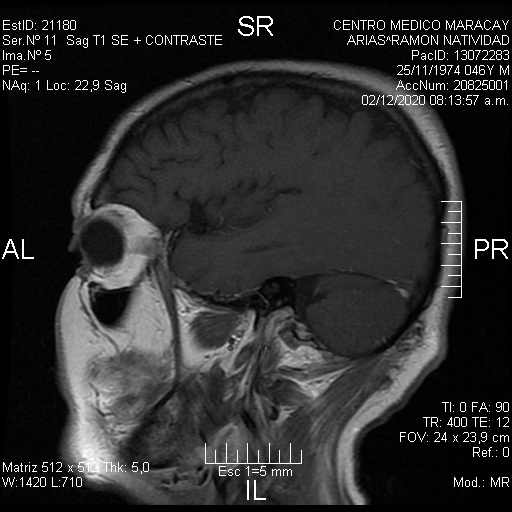 EstID: 21180
Ser.Nº 11 Sag T1 SE + CONTRASTE
Ima.Nº 5
PE= --
NAq: 1 Loc: 22,9 Sag
SR
CENTRO MEDICO MARACAY
ARIAS^RAMON NATIVIDAD
PacID: 13072283
25/11/1974 046Y M
AccNum: 20825001
02/12/2020 08:13:57 a.m.
AL
PR
TI: 0 FA: 90
TR: 400 TE: 12
FOV: 24 x 23,9 cm
Ref.: 0
Mod.: MR
Matriz 512 x 512 Thk: 5,0
W:1420 L:710
Esc 1=5 mm
IL